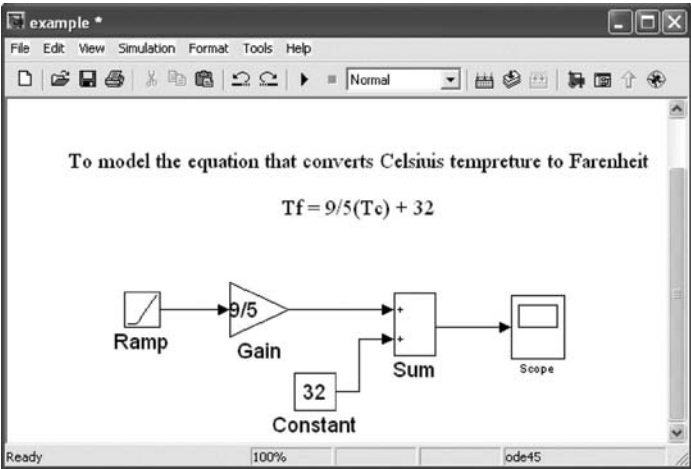 example *
File Edit View Simulation Format Tools Help
Normal
To model the equation that converts Celsiuis tempreture to Farenheit
Tf = 9/5(Tc) + 32
9/5
+
+
Ramp
Gain
Sum
Scope
32
Constant
Ready 100% ode45